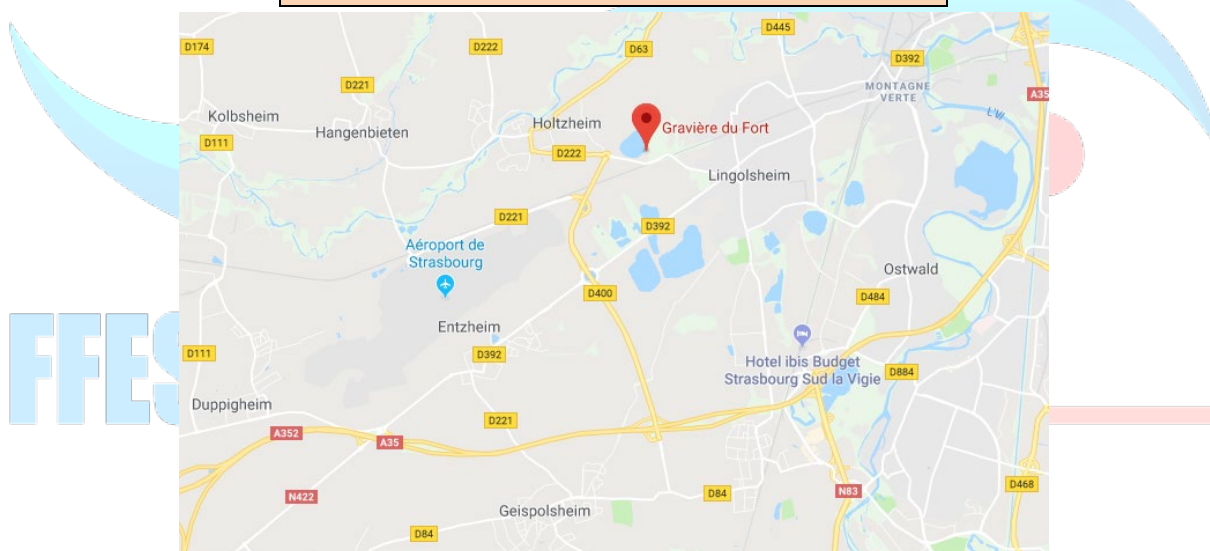 D174
D222
D63
D445
D392
D221
MONTAGNE
VERTE
A35
Kolbsheim
Hangenbieten
Holtzheim
Gravière du Fort
D111
D222
Lingolsheim
D221
D392
Aéroport de
Strasbourg
Ostwald
D400
D484
Entzheim
D111
D392
Hotel ibis Budget
Strasbourg Sud la Vigie
D884
FFES
Duppigheim
D221
A352
A35
N422
D84
N83
D468
Geispolsheim
D84